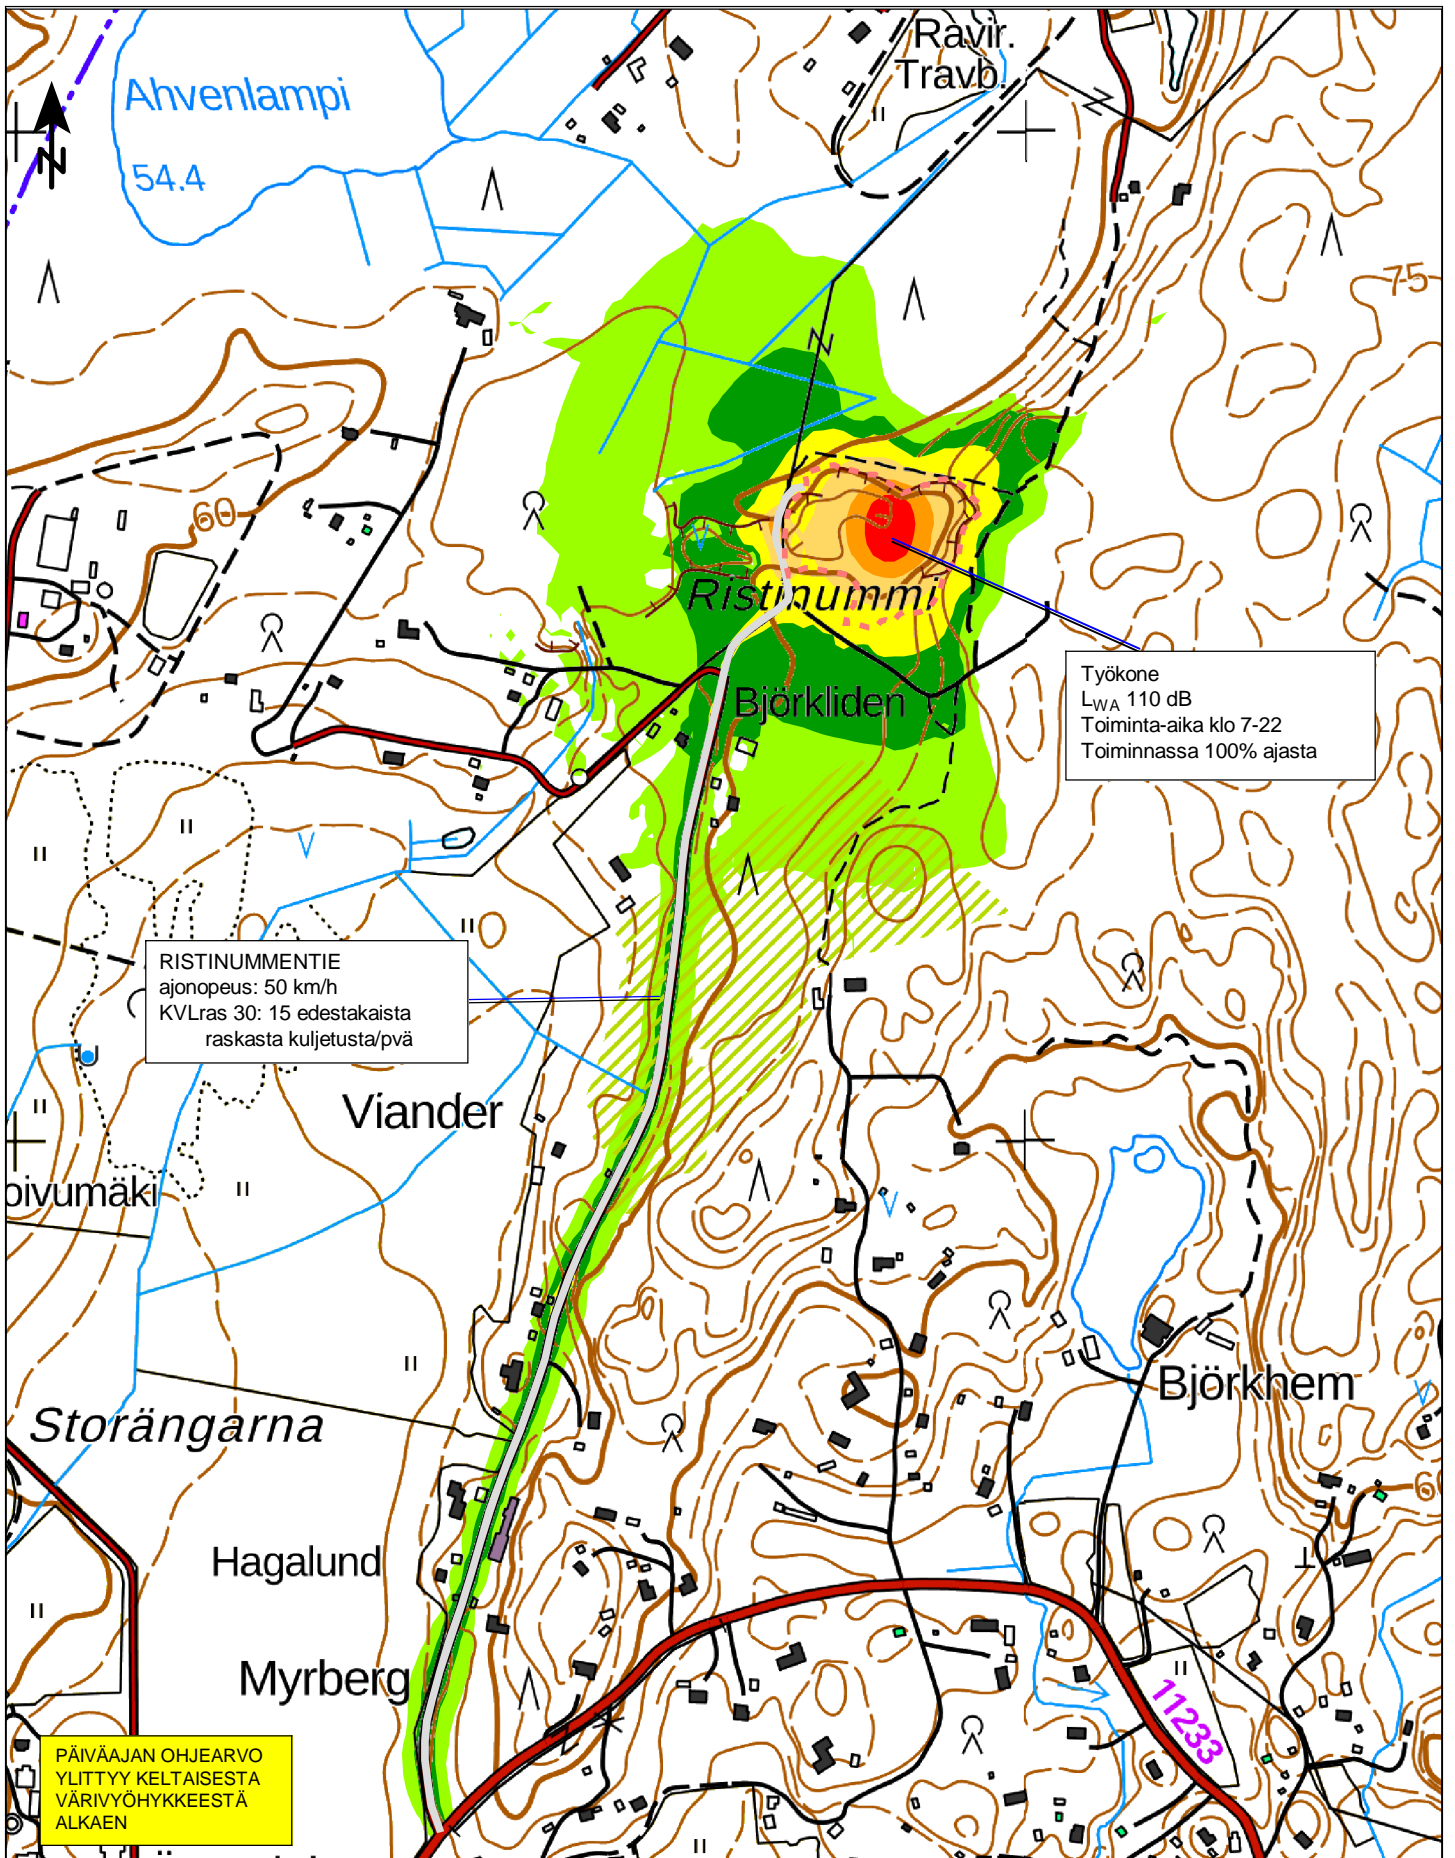 Ravir.
Travb.
Ahvenlampi
54.4
N
75
60
Ristinummi
Työkone
LWA 110 dB
Toiminta-aika klo 7-22
Toiminnassa 100% ajasta
Björkliden
RISTINUMMENTIE
ajonopeus: 50 km/h
KVLras 30: 15 edestakaista
raskasta kuljetusta/pvä
Viander
oivumäki
Björkhem
Storängarna
Hagalund
Myrberg
11233
PÄIVÄAJAN OHJEARVO
YLITTYY KELTAISESTA
VÄRIVYÖHYKKEESTÄ
ALKAEN